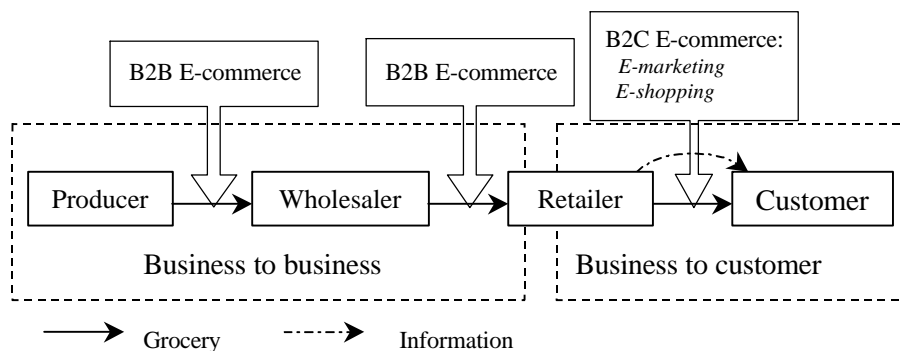 B2B E-commerce
B2B E-commerce
B2C E-commerce:
E-marketing
E-shopping
Producer
Wholesaler
Retailer
Customer
Business to business
Business to customer
Grocery
Information